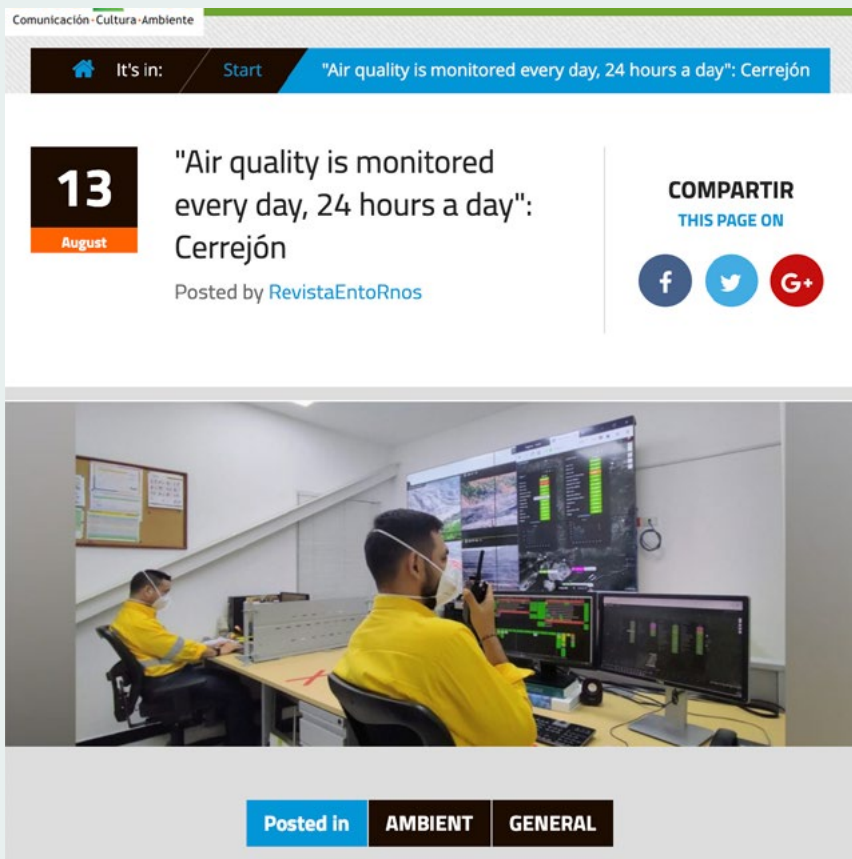 Comunicación·Cultura·Ambiente
It's in:
Start
"Air quality is monitored every day, 24 hours a day": Cerrejón
13
August
"Air quality is monitored
every day, 24 hours a day":
Cerrejón
Posted by RevistaEntoRnos
COMPARTIR
THIS PAGE ON
f
G+
Posted in
AMBIENT
GENERAL